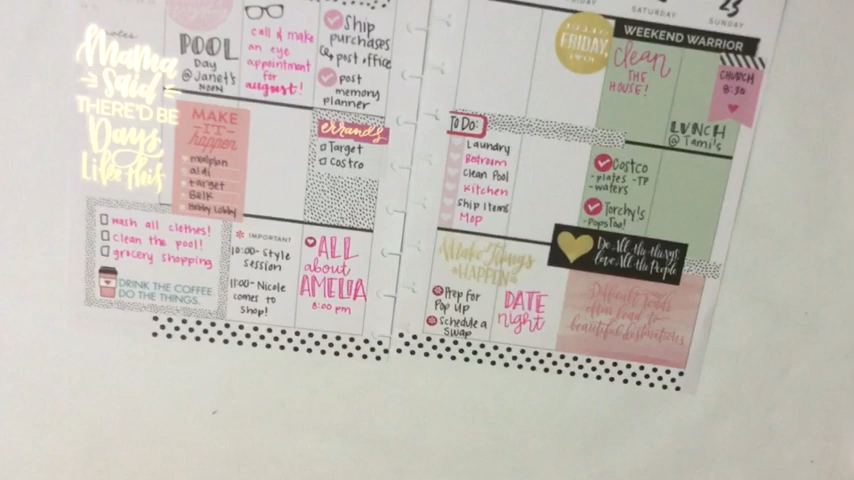 notes
Mama
Said
THERE'D BE
Days
Like this
POOL
Day
@ Janet's
NOON
MAKE
-IT-
happen
mealplan
aldi
target
Belk
Hobby Lobby
wash all clothes!
clean the pool!
grocery shopping
DRINK THE COFFEE
DO THE THINGS.
call & make
an eye
appointment
for
august!
IMPORTANT
10:00- Style
session
11:00- Nicole
comes to
shop!
Ship
purchases
@ post office
post
memory
planner
errands
Target
Costco
ALL
about
AMELIA
8:00 pm
TO DO:
Laundry
Bedroom
Clean Pool
Kitchen
Ship Items
Mop
Make Things
HAPPEN
Prep for
Pop Up
Schedule a
Swap
DATE
night
HELLO
FRIDAY
SATURDAY
SUNDAY
23
WEEKEND WARRIOR
clean
THE
HOUSE!
CHURCH
8:30
LUNCH
@ Tami's
Costco
- plates - TP
- waters
Torchy's
- Pops Too!
Do All the things
love All the People
Difficult roads
often lead to
beautiful destinations